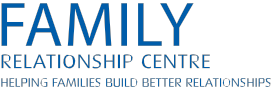 FAMILY
RELATIONSHIP CENTRE
HELPING FAMILIES BUILD BETTER RELATIONSHIPS